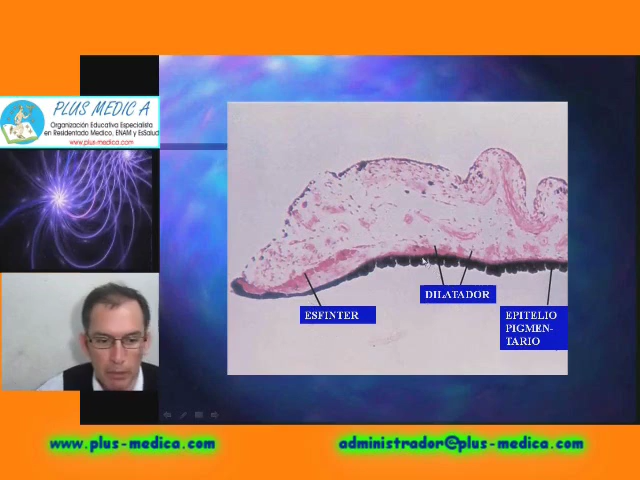 PLUS MEDIC A
Organización Educativa Especialista
en Residentado Medico, ENAM y EsSalud
www.plus-medica.com
ESFINTER
DILATADOR
EPITELIO
PIGMEN-
TARIO
www.plus-medica.com
administrador@plus-medica.com